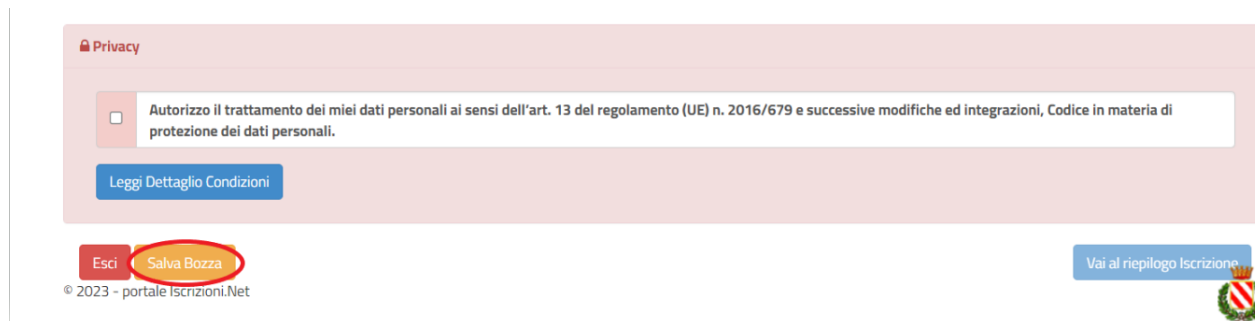 Privacy
Autorizzo il trattamento dei miei dati personali ai sensi dell'art. 13 del regolamento (UE) n. 2016/679 e successive modifiche ed integrazioni, Codice in materia di
protezione dei dati personali.
Leggi Dettaglio Condizioni
Esci Salva Bozza Vai al riepilogo Iscrizione
© 2023 - portale Iscrizioni.Net